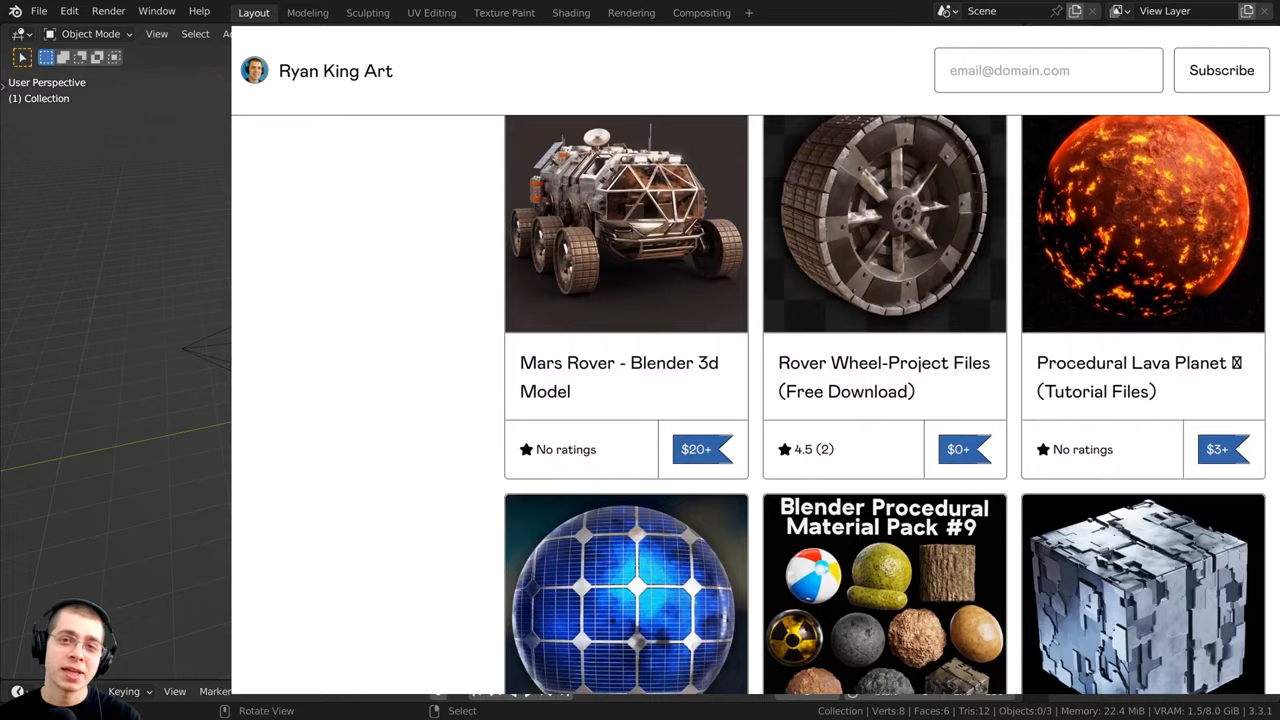 File Edit Render Window Help
Layout Modeling Sculpting UV Editing Texture Paint Shading Rendering Compositing +
Scene
View Layer
Object Mode View Select
User Perspective
(1) Collection
Ryan King Art
email@domain.com
Subscribe
Mars Rover - Blender 3d
Model
No ratings
$20+
Rover Wheel-Project Files
(Free Download)
4.5 (2)
$0+
Procedural Lava Planet
(Tutorial Files)
No ratings
$3+
Blender Procedural
Material Pack #9
Keying View Marker
Rotate View
Select
Collection | Verts:8 | Faces:6 | Tris:12 | Objects:0/3 | Memory: 22.4 MiB | VRAM: 1.5/8.0 GiB | 3.3.1